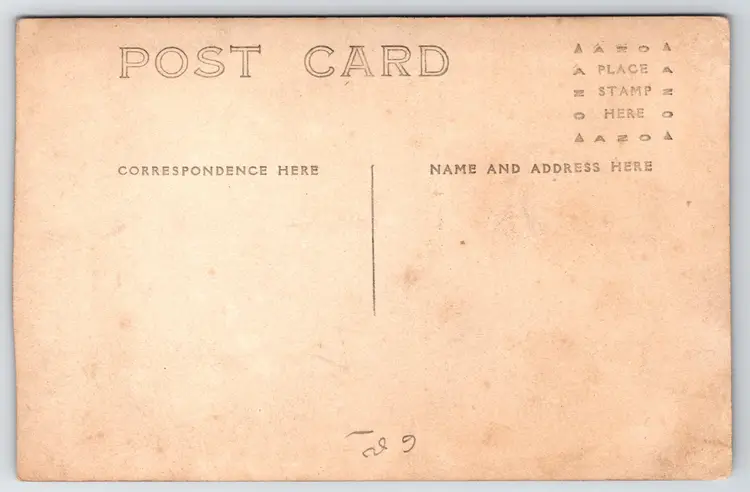 POST CARD
▲ A Z O ▲
A PLACE A
Z STAMP Z
O HERE O
▲ A Z O ▲
CORRESPONDENCE HERE
NAME AND ADDRESS HERE